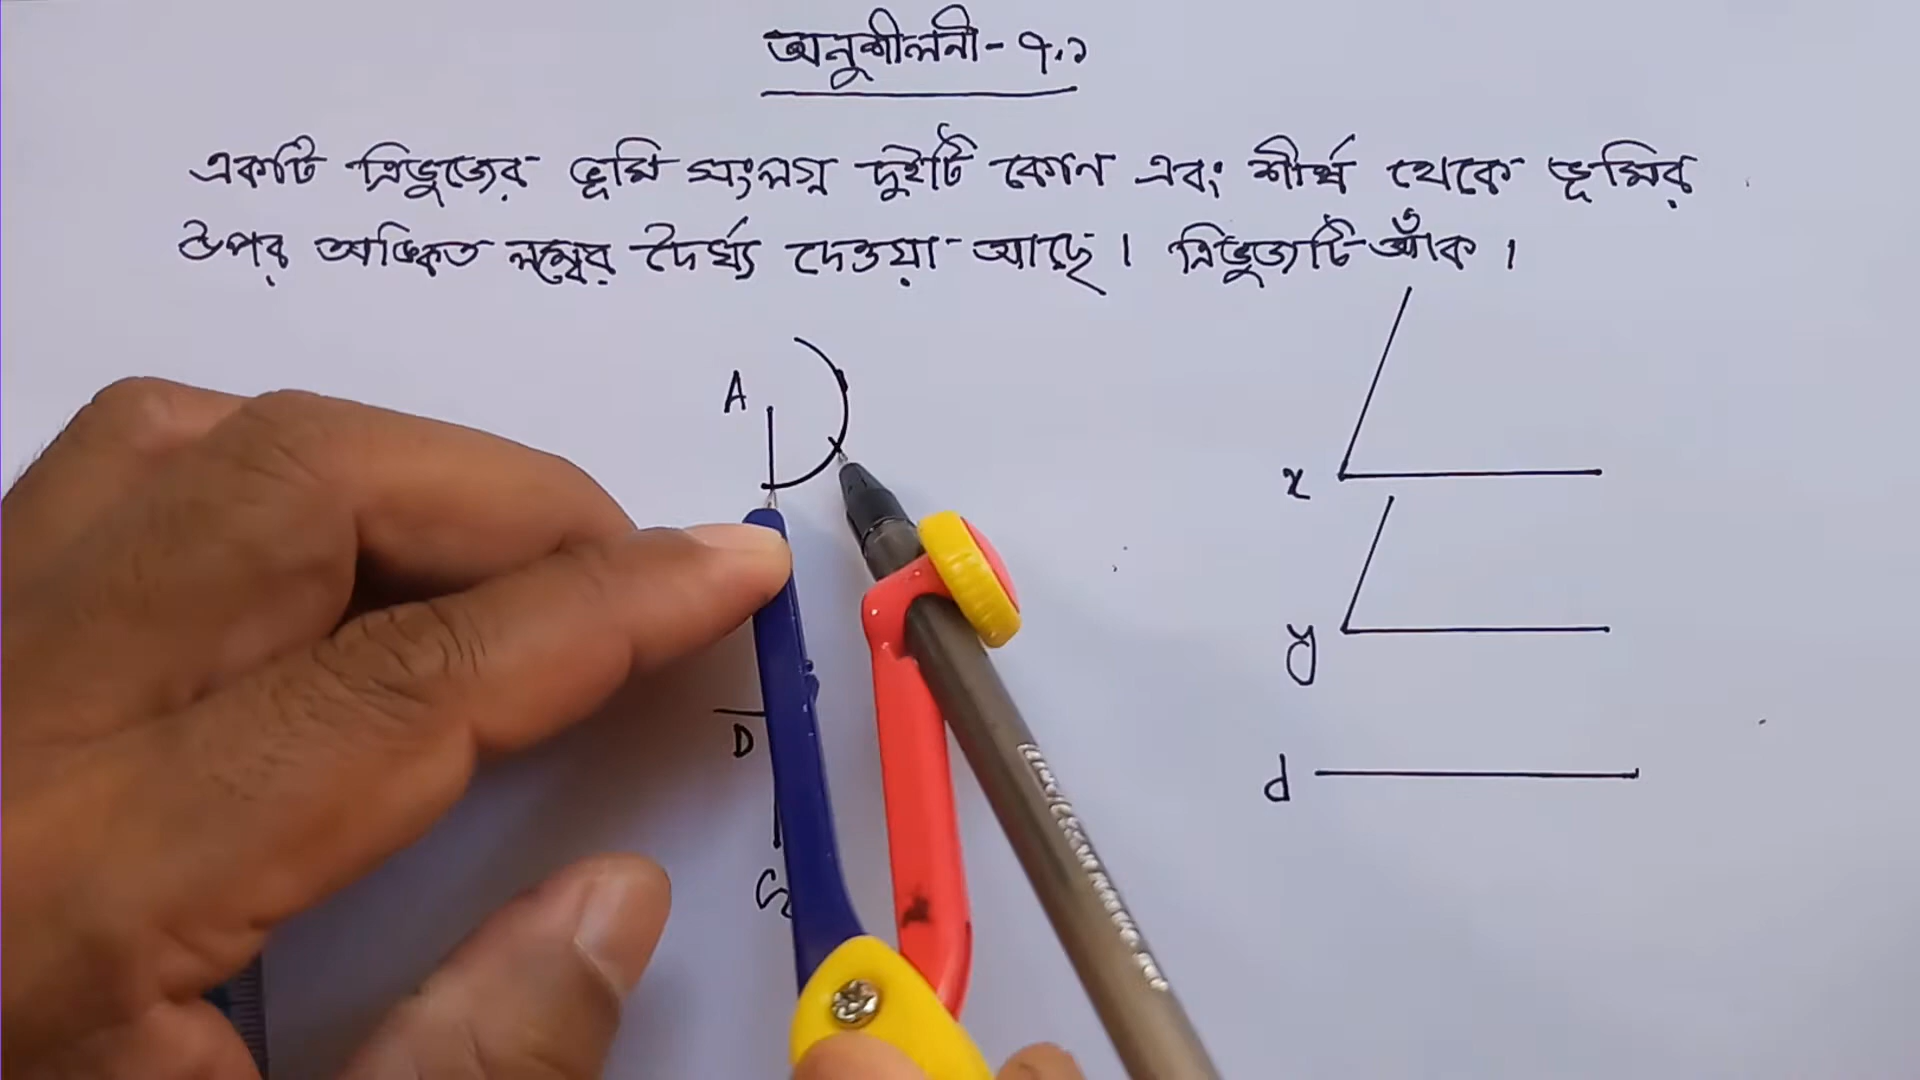 অনুশীলনী - ৭.১
একটি ত্রিভুজের ভূমি সংলগ্ন দুইটি কোণ এবং শীর্ষ থেকে ভূমির
উপর অঙ্কিত লম্বের দৈর্ঘ্য দেওয়া আছে। ত্রিভুজটি আঁক।
A
x
y
D
d